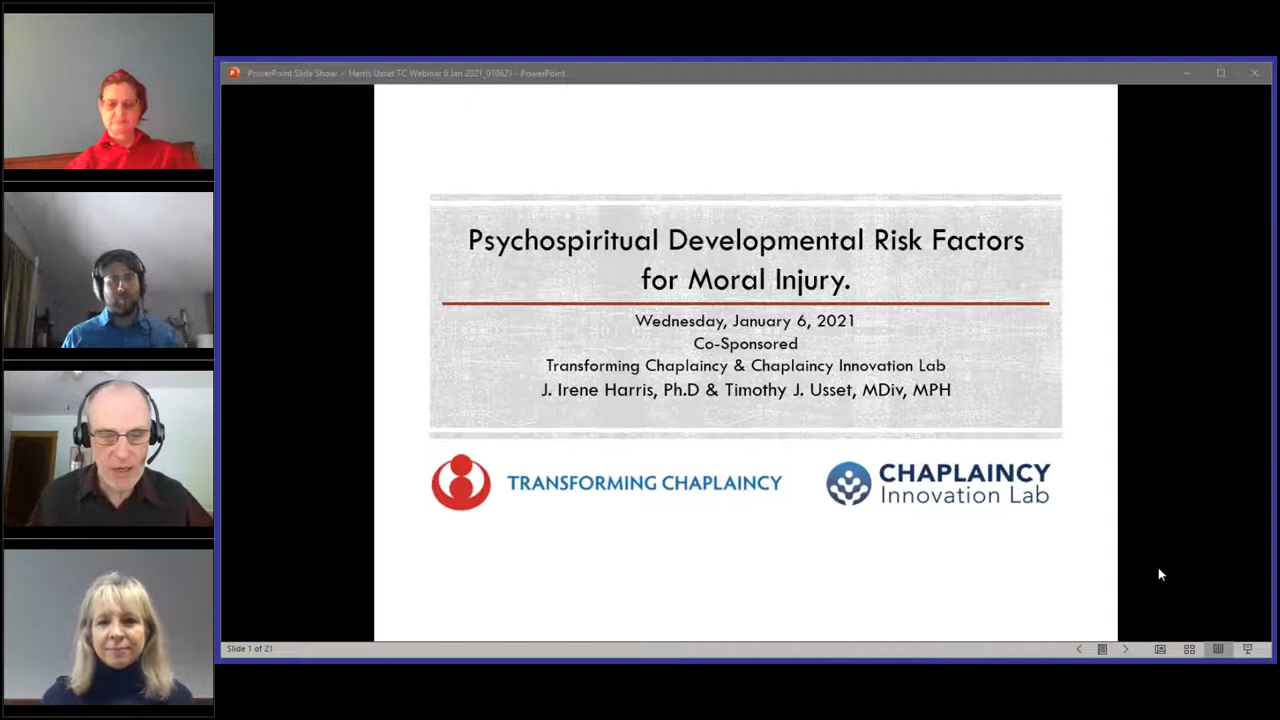 PowerPoint Slide Show - Harris Usset TC Webinar 6 Jan 2021_010621 - PowerPoint
Psychospiritual Developmental Risk Factors
for Moral Injury.
Wednesday, January 6, 2021
Co-Sponsored
Transforming Chaplaincy & Chaplaincy Innovation Lab
J. Irene Harris, Ph.D & Timothy J. Usset, MDiv, MPH
TRANSFORMING CHAPLAINCY
CHAPLAINCY
Innovation Lab
Slide 1 of 21